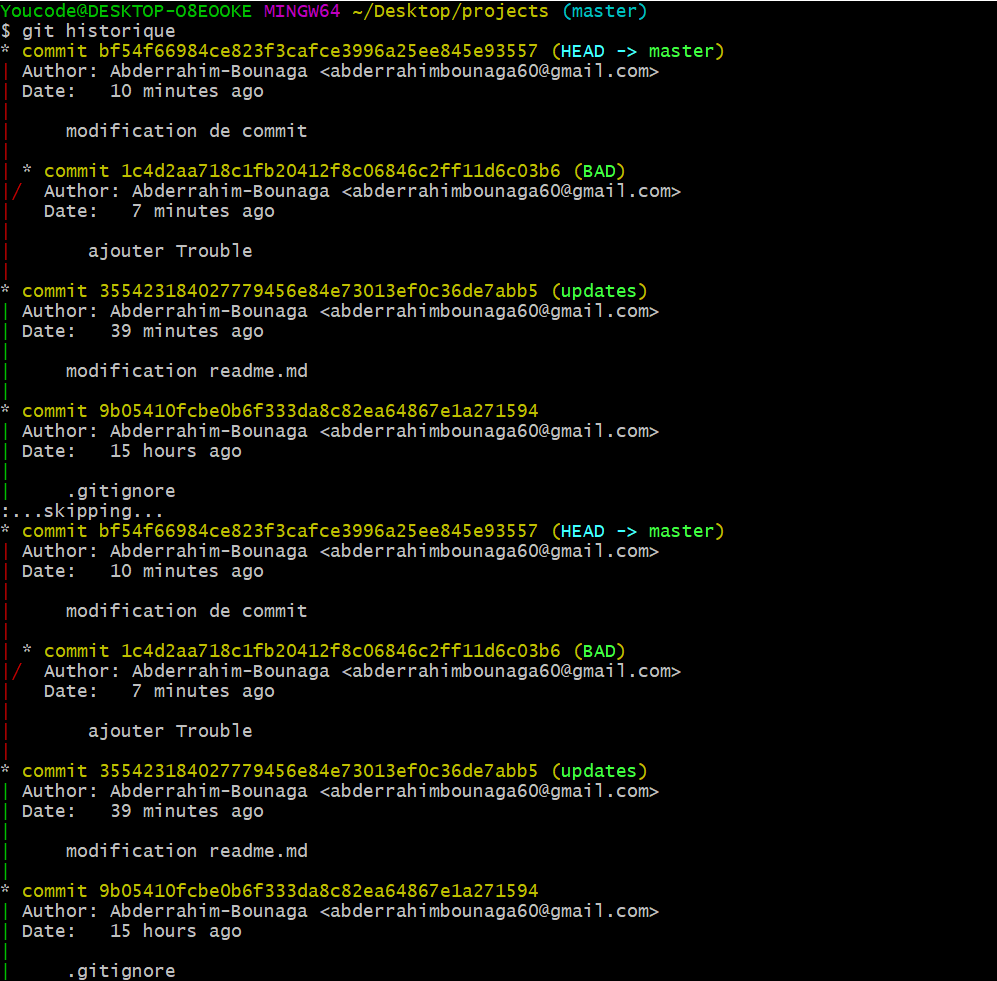 Youcode@DESKTOP-O8EOOKE MINGW64 ~/Desktop/projects (master)
$ git historique
* commit bf54f66984ce823f3cafce3996a25ee845e93557 (HEAD -> master)
| Author: Abderrahim-Bounaga <abderrahimbounaga60@gmail.com>
| Date:   10 minutes ago
|
|     modification de commit
|
| * commit 1c4d2aa718c1fb20412f8c06846c2ff11d6c03b6 (BAD)
|/  Author: Abderrahim-Bounaga <abderrahimbounaga60@gmail.com>
|   Date:   7 minutes ago
|
|       ajouter Trouble
|
* commit 355423184027779456e84e73013ef0c36de7abb5 (updates)
| Author: Abderrahim-Bounaga <abderrahimbounaga60@gmail.com>
| Date:   39 minutes ago
|
|     modification readme.md
|
* commit 9b05410fcbe0b6f333da8c82ea64867e1a271594
| Author: Abderrahim-Bounaga <abderrahimbounaga60@gmail.com>
| Date:   15 hours ago
|
|     .gitignore
:...skipping...
* commit bf54f66984ce823f3cafce3996a25ee845e93557 (HEAD -> master)
| Author: Abderrahim-Bounaga <abderrahimbounaga60@gmail.com>
| Date:   10 minutes ago
|
|     modification de commit
|
| * commit 1c4d2aa718c1fb20412f8c06846c2ff11d6c03b6 (BAD)
|/  Author: Abderrahim-Bounaga <abderrahimbounaga60@gmail.com>
|   Date:   7 minutes ago
|
|       ajouter Trouble
|
* commit 355423184027779456e84e73013ef0c36de7abb5 (updates)
| Author: Abderrahim-Bounaga <abderrahimbounaga60@gmail.com>
| Date:   39 minutes ago
|
|     modification readme.md
|
* commit 9b05410fcbe0b6f333da8c82ea64867e1a271594
| Author: Abderrahim-Bounaga <abderrahimbounaga60@gmail.com>
| Date:   15 hours ago
|
|     .gitignore